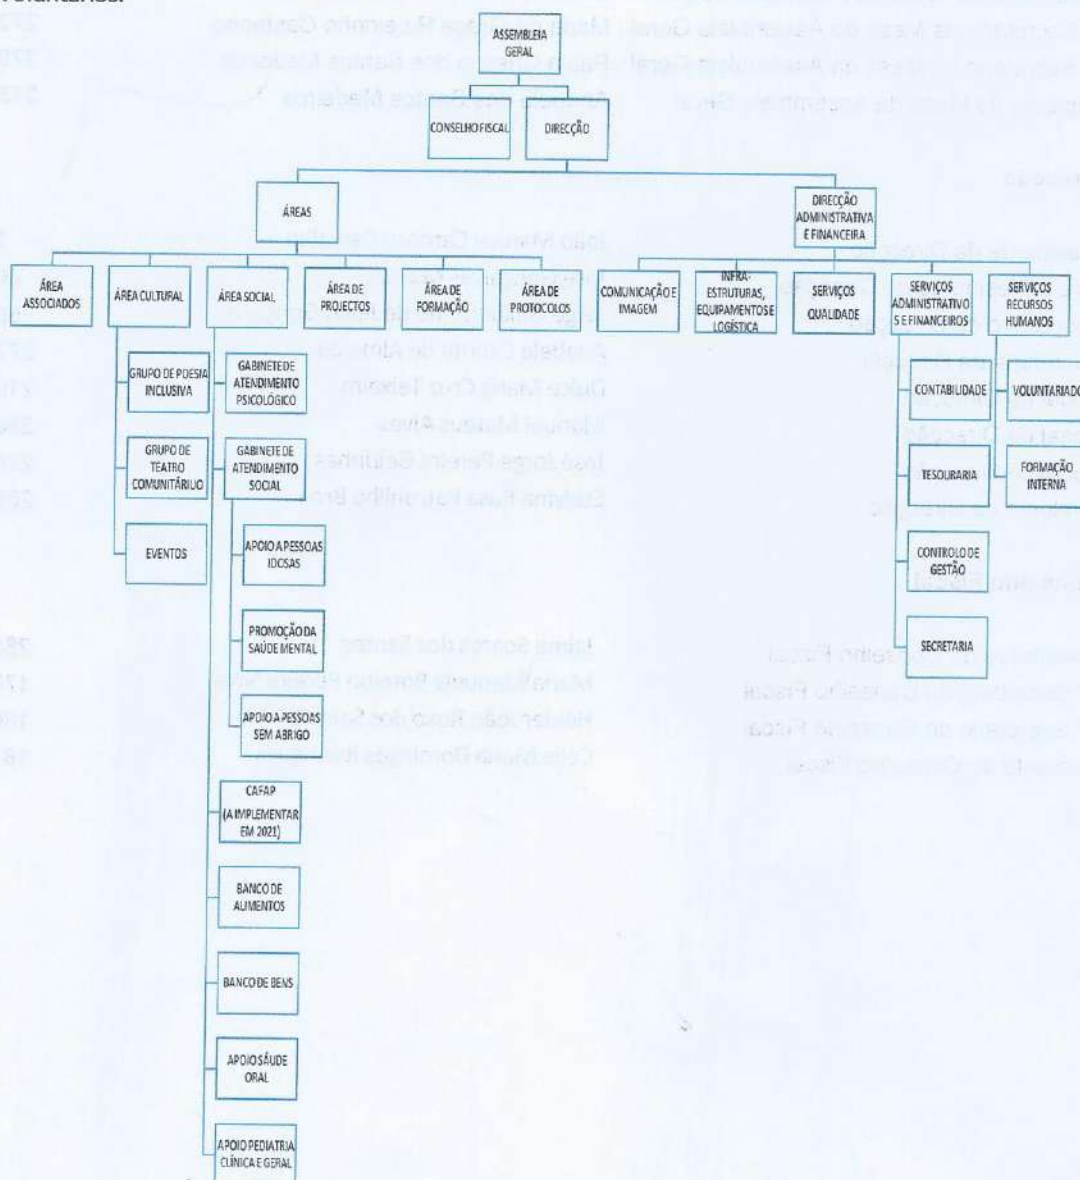 voluntários.
ASSEMBLEIA
GERAL
CONSELHO FISCAL
DIRECÇÃO
ÁREAS
DIRECÇÃO
ADMINISTRATIVA
E FINANCEIRA
ÁREA
ASSOCIADOS
ÁREA CULTURAL
ÁREA SOCIAL
ÁREA DE
PROJECTOS
ÁREA DE
FORMAÇÃO
ÁREA DE
PROTOCOLOS
COMUNICAÇÃO E
IMAGEM
INFRA-
ESTRUTURAS,
EQUIPAMENTOS E
LOGÍSTICA
SERVIÇOS
QUALIDADE
SERVIÇOS
ADMINISTRATIVO
S E FINANCEIROS
SERVIÇOS
RECURSOS
HUMANOS
GRUPO DE POESIA
INCLUSIVA
GRUPO DE
TEATRO
COMUNITÁRIUO
EVENTOS
GABINETE DE
ATENDIMENTO
PSICOLÓGICO
GABINETE DE
ATENDIMENTO
SOCIAL
APOIO A PESSOAS
IDOSAS
PROMOÇÃO DA
SAÚDE MENTAL
APOIO A PESSOAS
SEM ABRIGO
CAFAP
(A IMPLEMENTAR
EM 2021)
BANCO DE
ALIMENTOS
BANCO DE BENS
APOIO SÁUDE
ORAL
APOIO PEDIATRIA
CLÍNICA E GERAL
CONTABILIDADE
TESOURARIA
CONTROLO DE
GESTÃO
SECRETARIA
VOLUNTARIADO
FORMAÇÃO
INTERNA